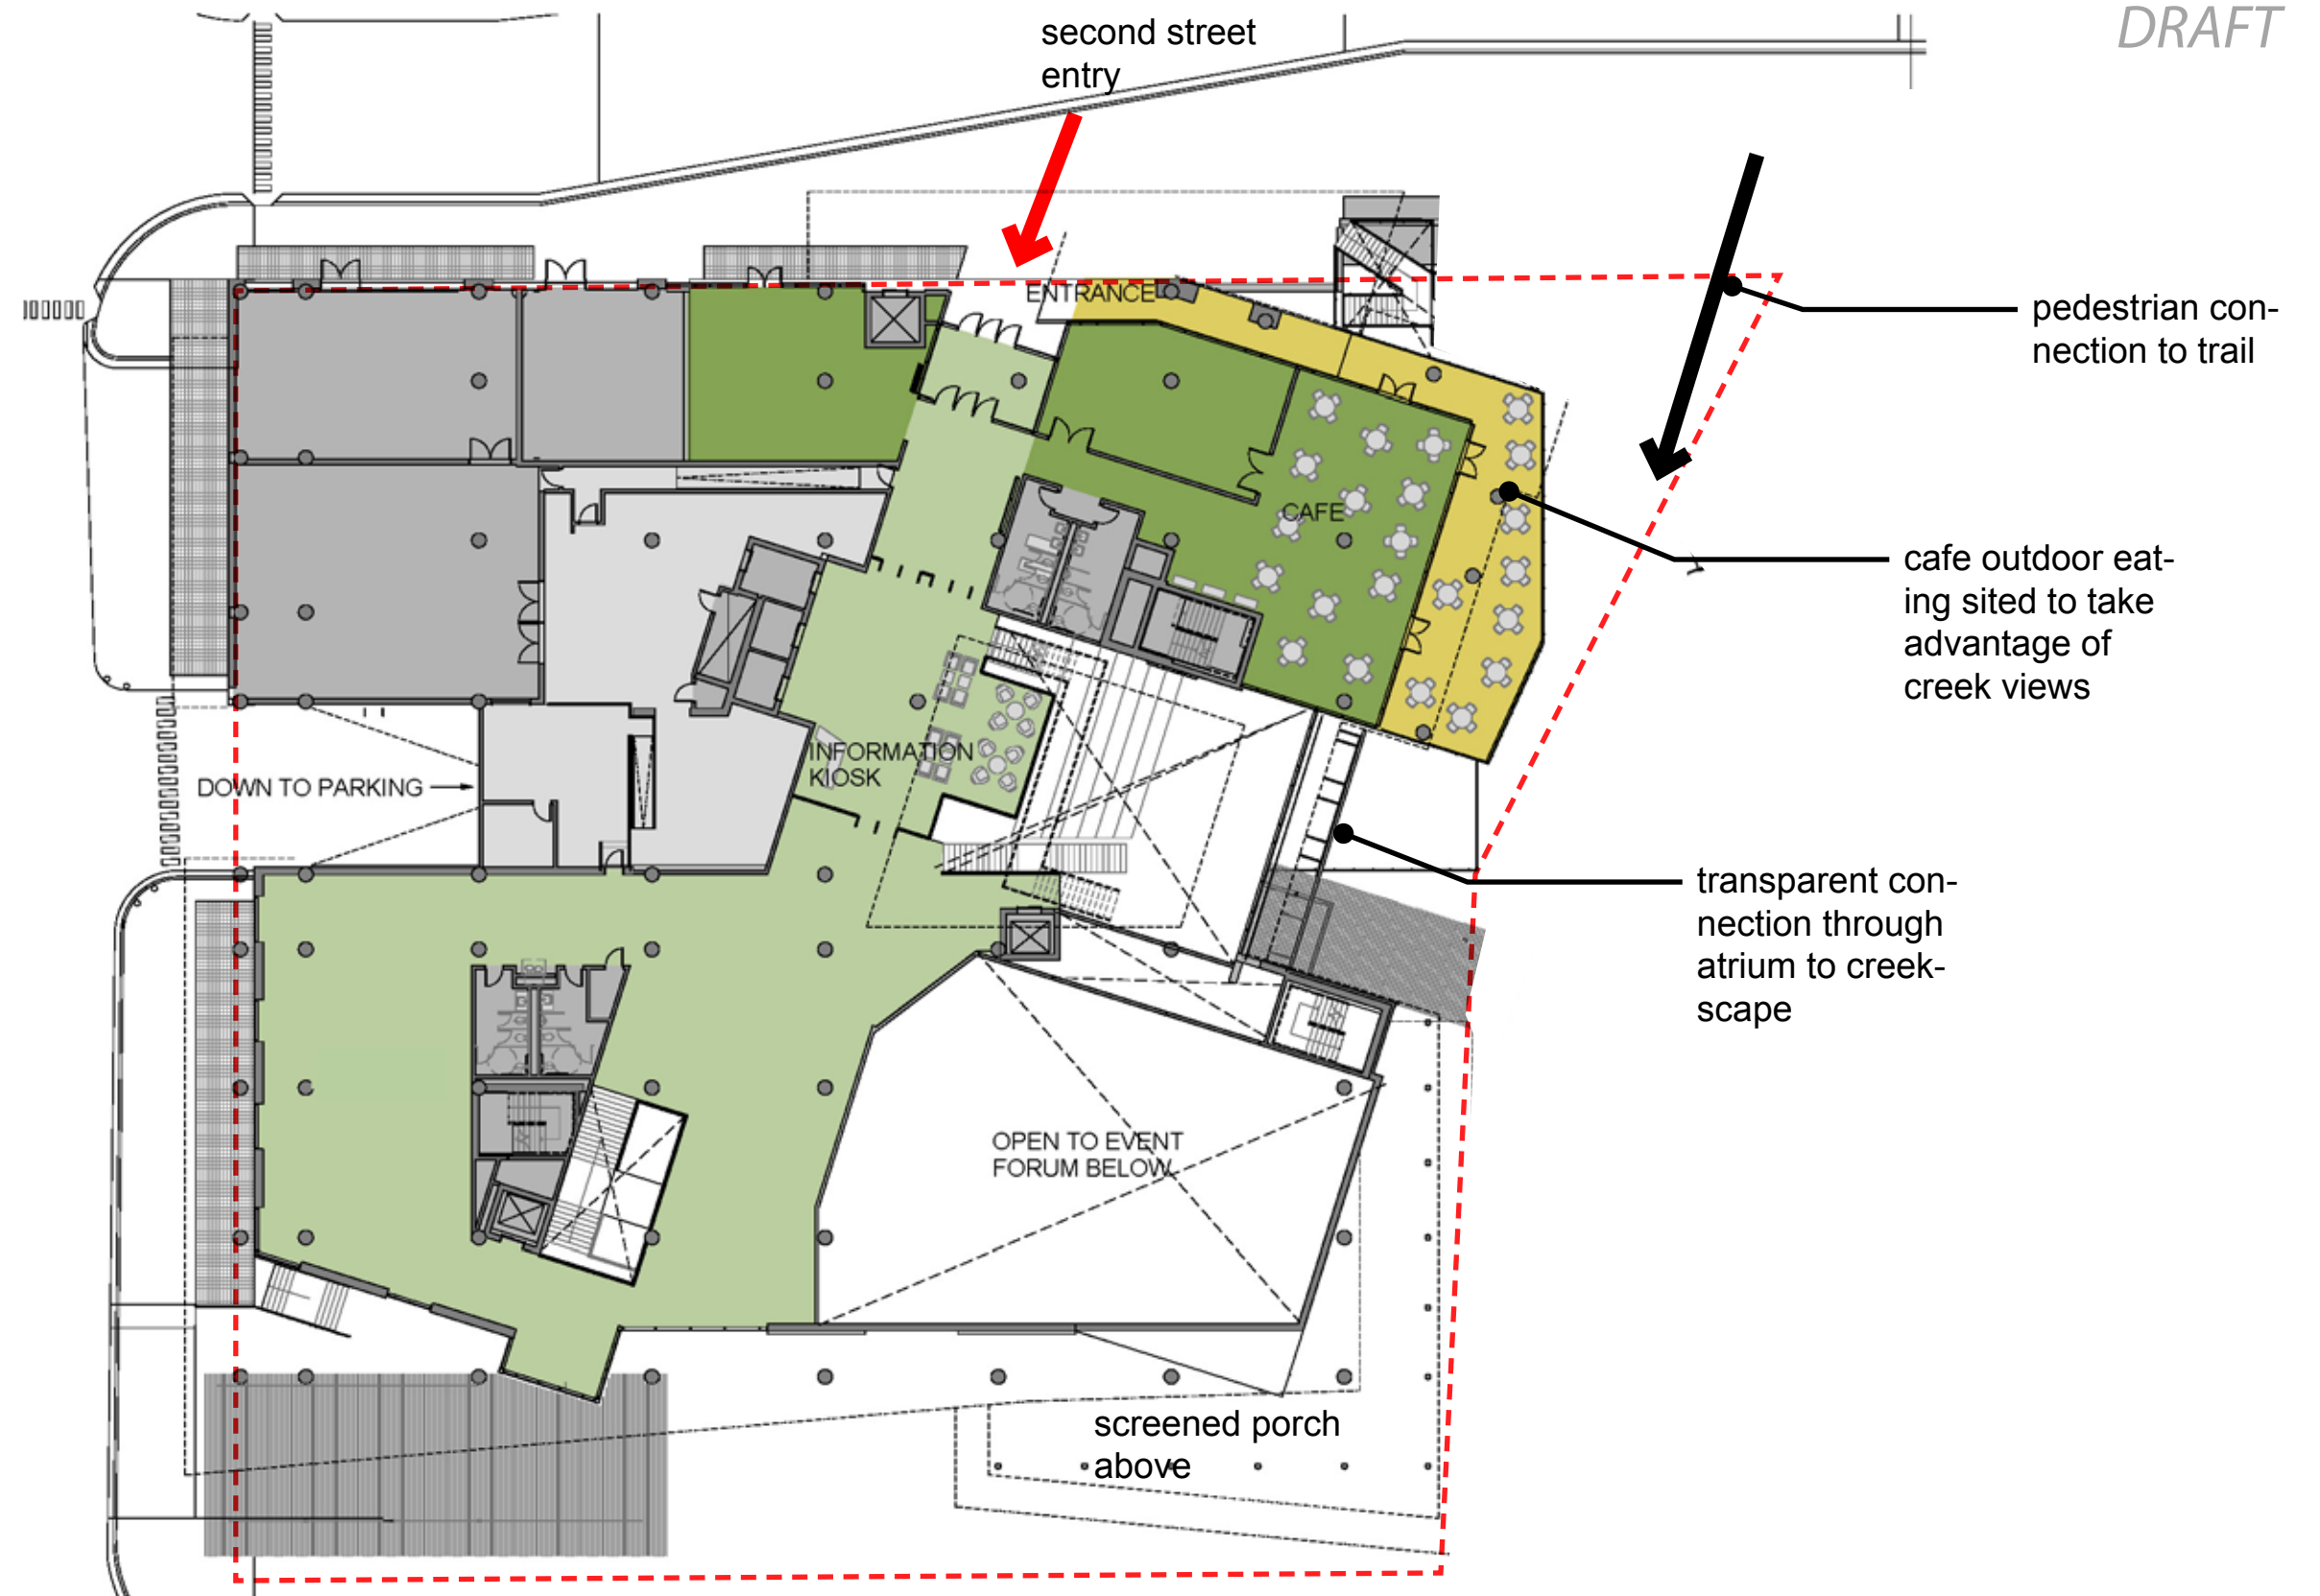 DRAFT
second street
entry
ENTRANCE
pedestrian con-
nection to trail
CAFE
cafe outdoor eat-
ing sited to take
advantage of
creek views
INFORMATION
KIOSK
DOWN TO PARKING
transparent con-
nection through
atrium to creek-
scape
OPEN TO EVENT
FORUM BELOW
screened porch
above